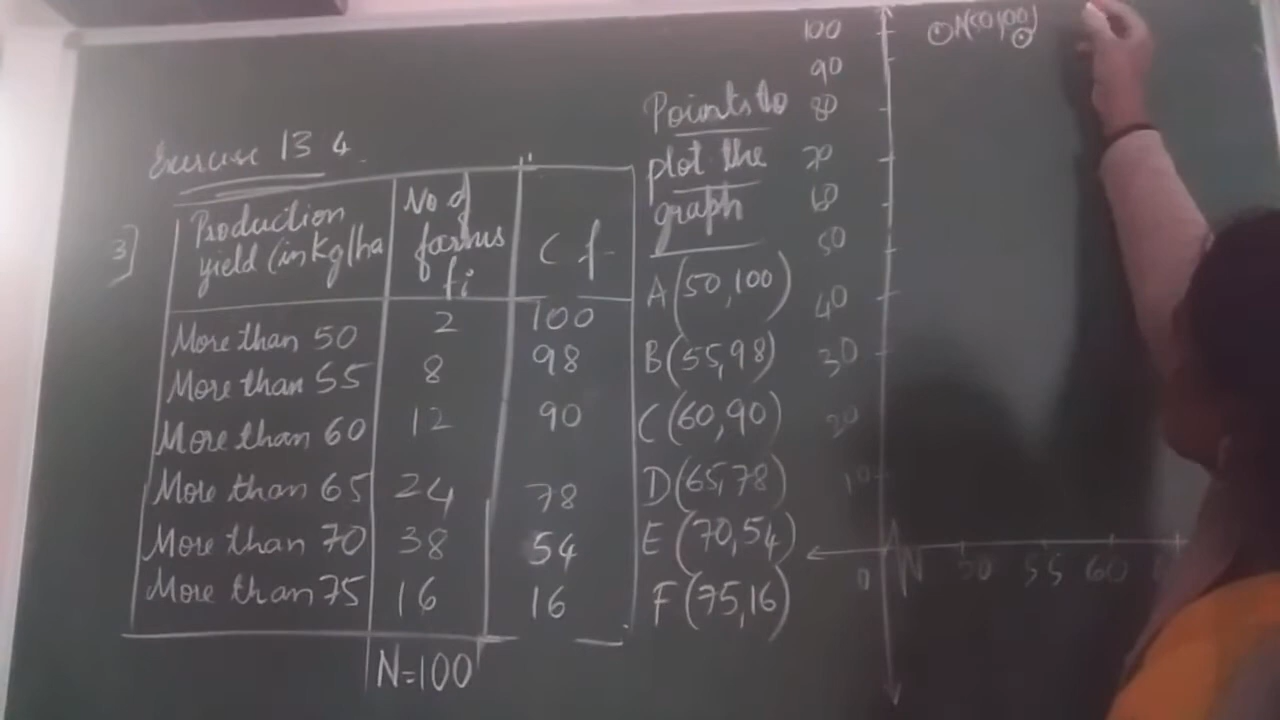 Exercise 13 4.
3]
Production yield (in Kg/ha | No of farms fi | C f
More than 50 | 2 | 100
More than 55 | 8 | 98
More than 60 | 12 | 90
More than 65 | 24 | 78
More than 70 | 38 | 54
More than 75 | 16 | 16
N=100
Points to
plot the
graph
A(50,100)
B(55,98)
C(60,90)
D(65,78)
E(70,54)
F(75,16)
100
90
80
70
60
50
40
30
20
10
0 50 55 60